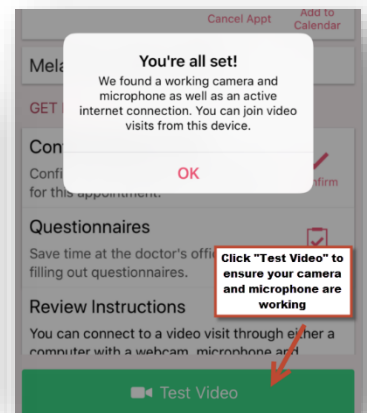 Cancel Appt
Add to
Calendar
Mela
You're all set!
We found a working camera and
microphone as well as an active
internet connection. You can join video
visits from this device.
OK
GET
Con
Confi
for this appointment.
Questionnaires
Save time at the doctor's offi
filling out questionnaires.
Click "Test Video" to
ensure your camera
and microphone are
working
Review Instructions
You can connect to a video visit through either a
computer with a webcam, microphone and
Test Video